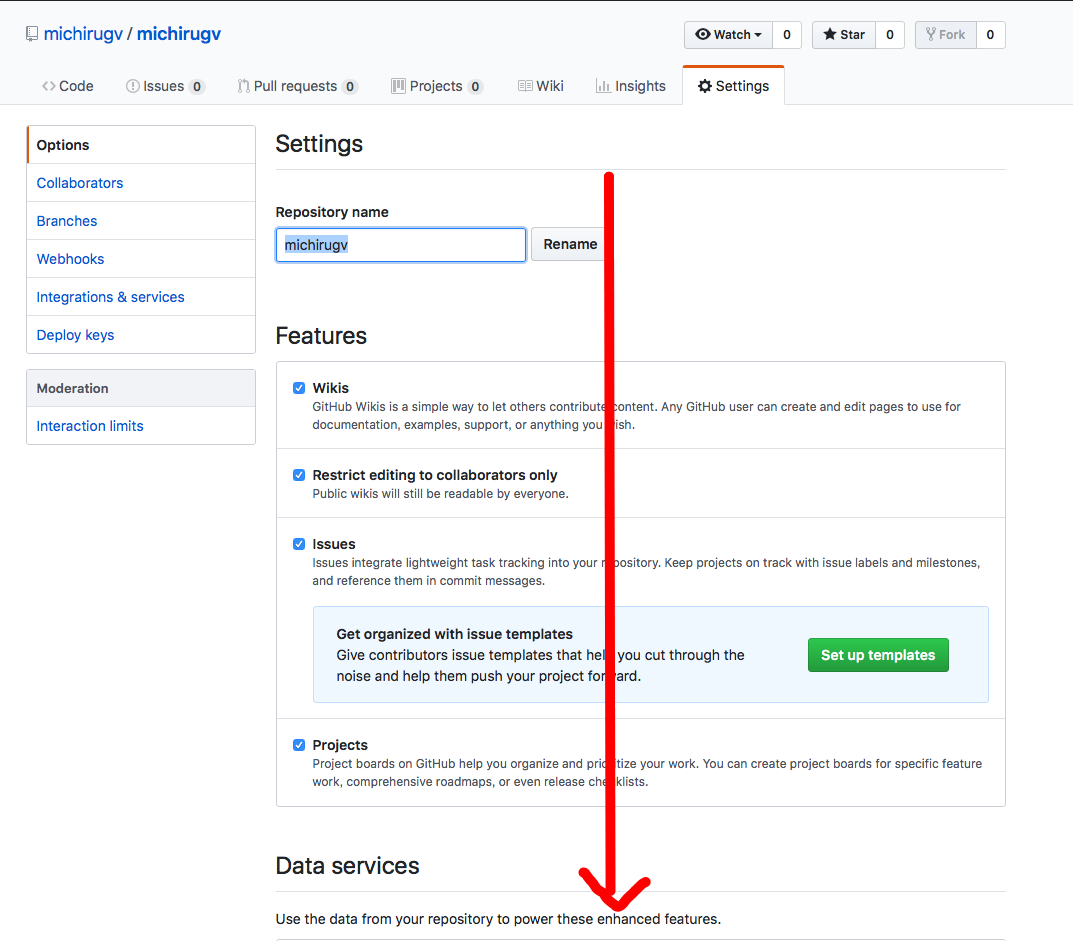 michirugv / michirugv
Watch 0 Star 0 Fork 0
Code Issues 0 Pull requests 0 Projects 0 Wiki Insights Settings
Options
Collaborators
Branches
Webhooks
Integrations & services
Deploy keys
Moderation
Interaction limits
Settings
Repository name
michirugv Rename
Features
Wikis
GitHub Wikis is a simple way to let others contribute content. Any GitHub user can create and edit pages to use for
documentation, examples, support, or anything you wish.
Restrict editing to collaborators only
Public wikis will still be readable by everyone.
Issues
Issues integrate lightweight task tracking into your repository. Keep projects on track with issue labels and milestones,
and reference them in commit messages.
Get organized with issue templates
Give contributors issue templates that help you cut through the
noise and help them push your project forward.
Set up templates
Projects
Project boards on GitHub help you organize and prioritize your work. You can create project boards for specific feature
work, comprehensive roadmaps, or even release checklists.
Data services
Use the data from your repository to power these enhanced features.